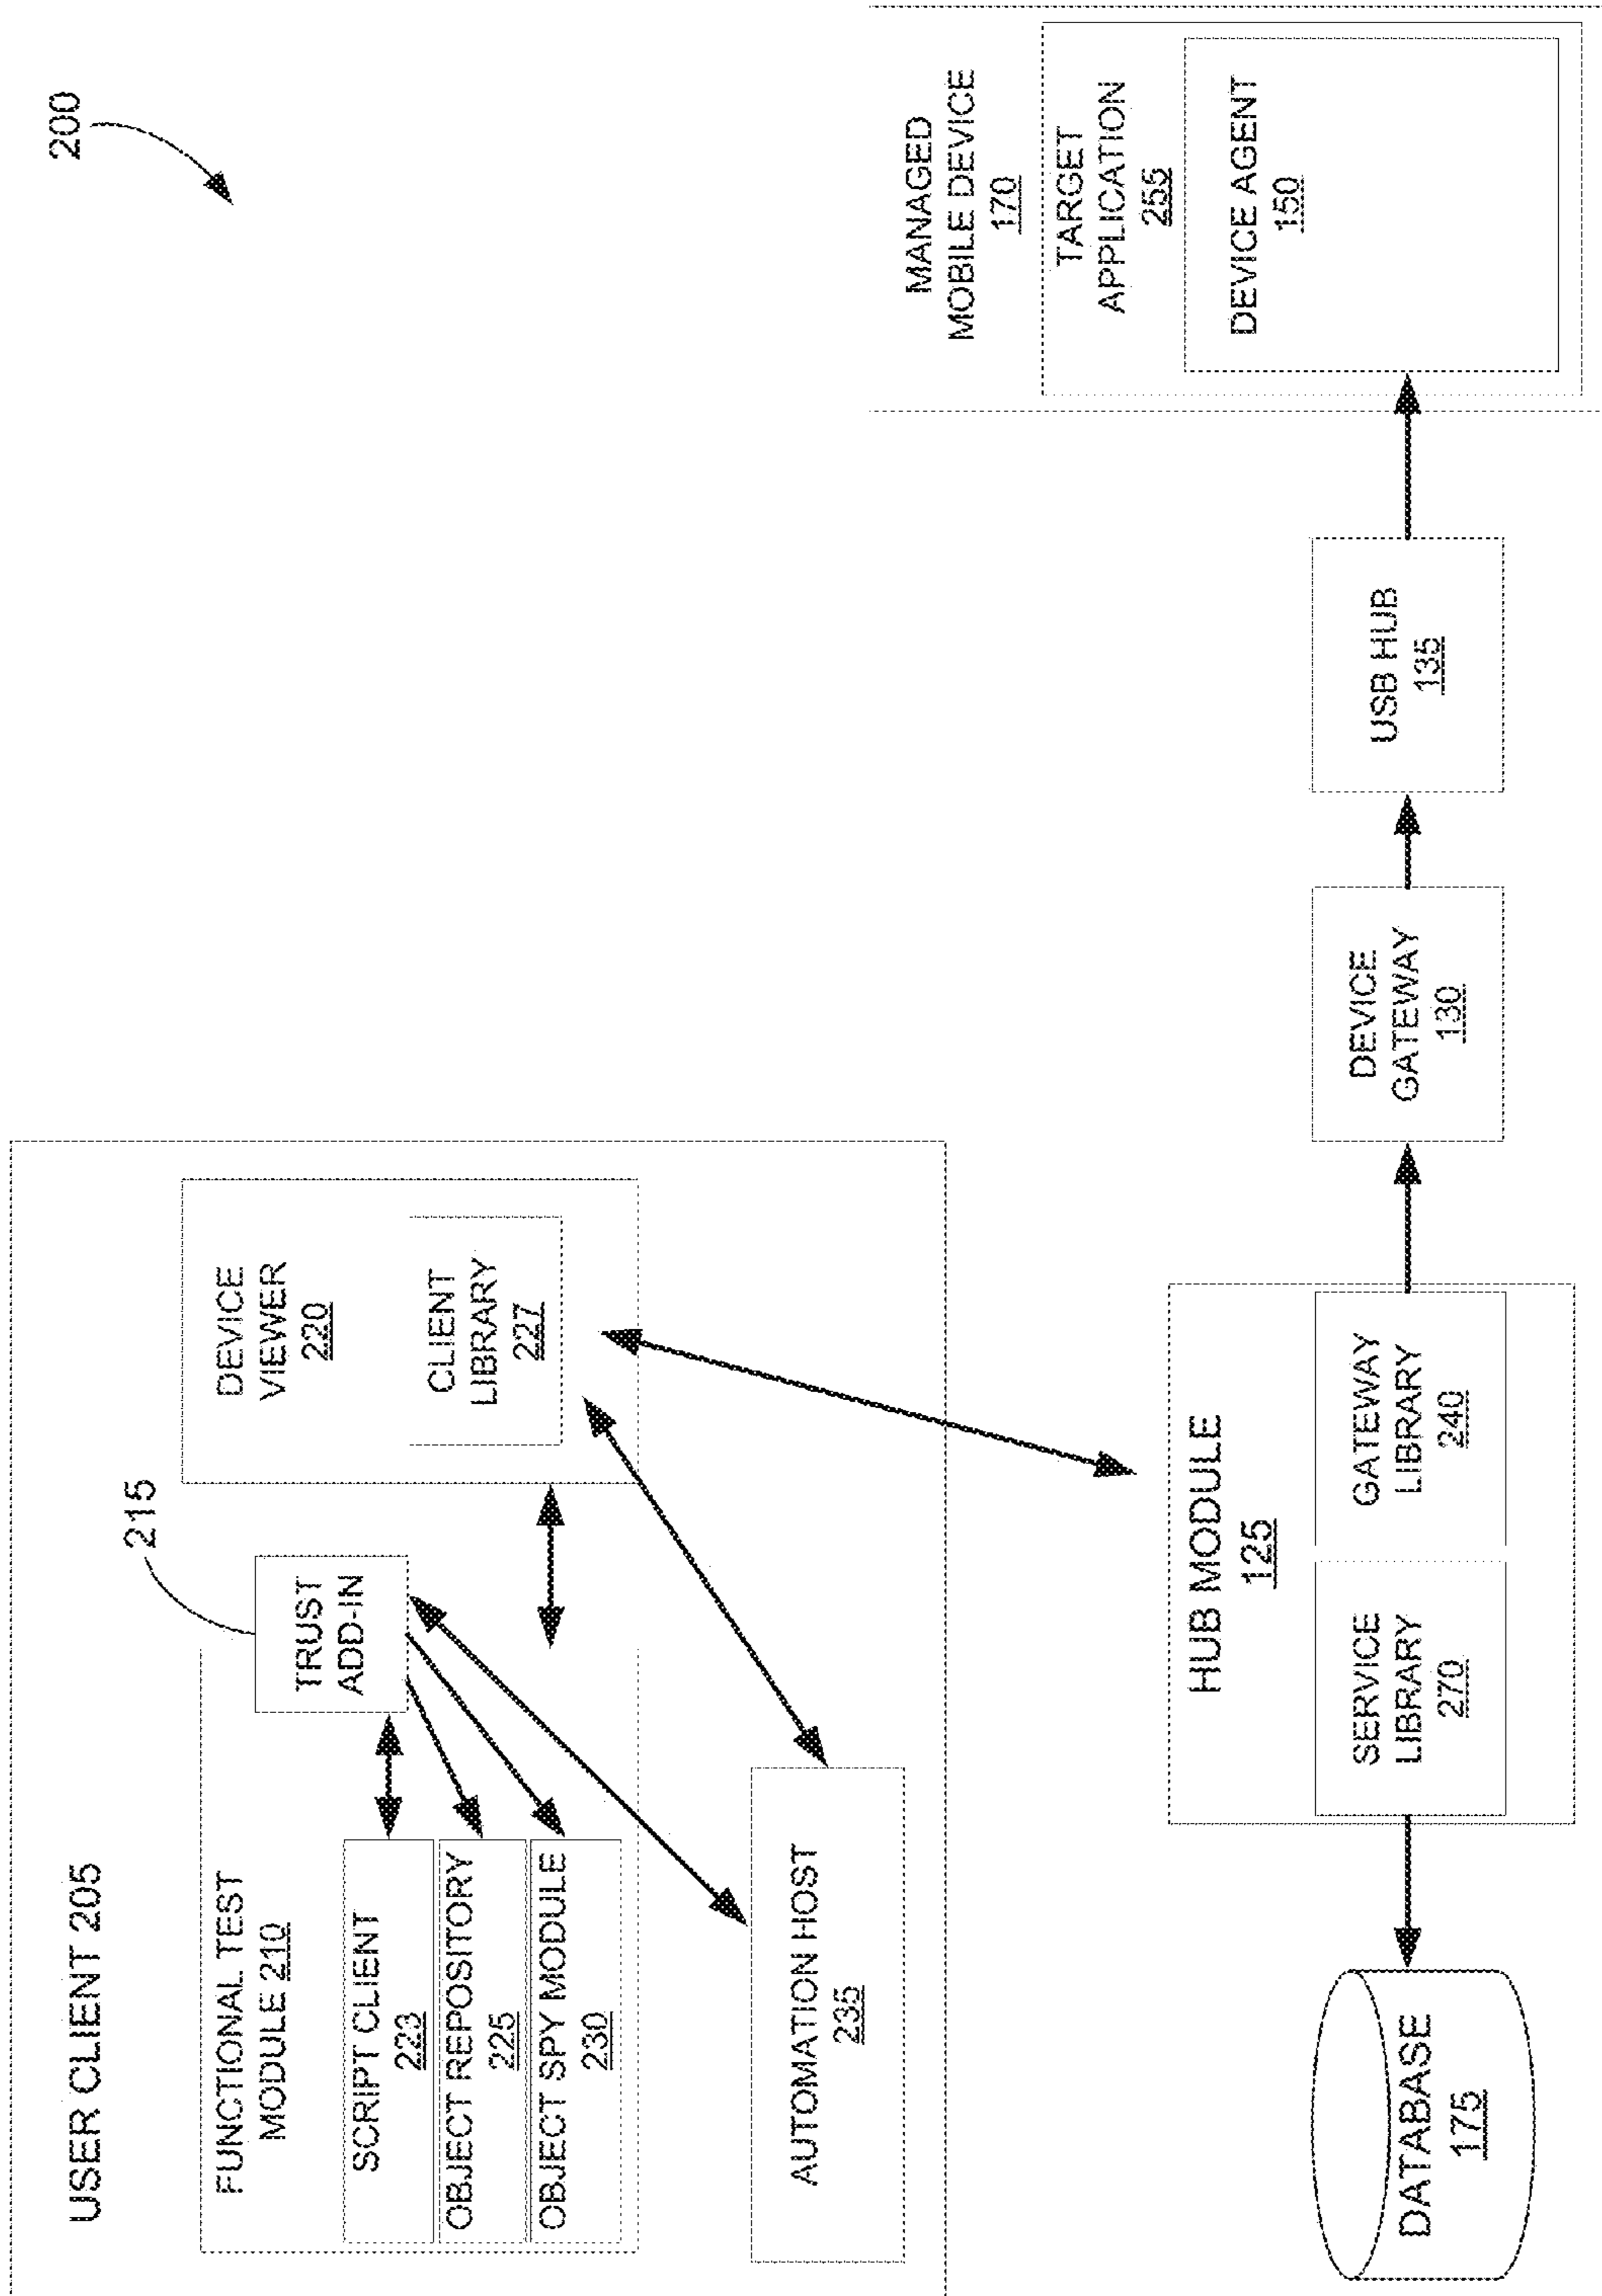 200
USER CLIENT 205
FUNCTIONAL TEST
MODULE 210
SCRIPT CLIENT
223
OBJECT REPOSITORY
225
OBJECT SPY MODULE
230
215
TRUST
ADD-IN
DEVICE
VIEWER
220
CLIENT
LIBRARY
227
AUTOMATION HOST
235
MANAGED
MOBILE DEVICE
170
TARGET
APPLICATION
255
DEVICE AGENT
150
HUB MODULE
125
SERVICE
LIBRARY
270
GATEWAY
LIBRARY
240
DATABASE
175
DEVICE
GATEWAY
130
USB HUB
135